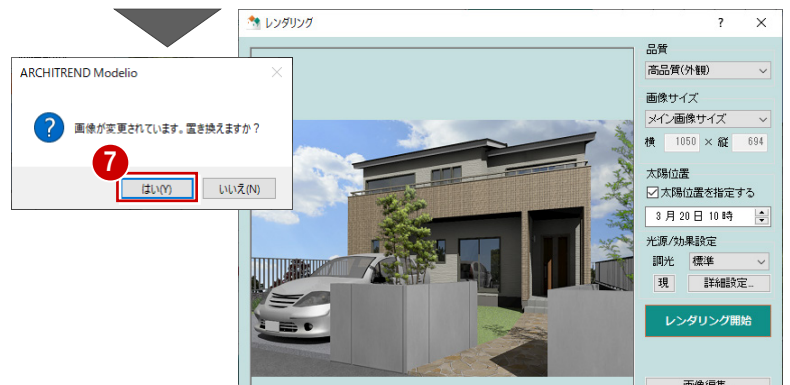 レンダリング
?
×
ARCHITREND Modelio
×
画像が変更されています。置き換えますか?
7
はい(Y)
いいえ(N)
品質
高品質(外観)
画像サイズ
メイン画像サイズ
横 1050 × 縦 694
太陽位置
太陽位置を指定する
3 月 20 日 10 時
光源/効果設定
調光 標準
現 詳細設定...
レンダリング開始
画像編集